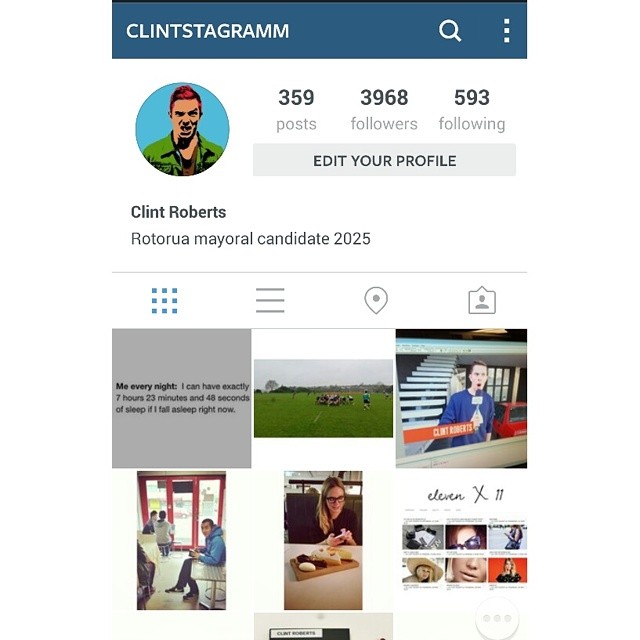 CLINTSTAGRAMM
359
3968
593
posts
followers
following
EDIT YOUR PROFILE
Clint Roberts
Rotorua mayoral candidate 2025
Me every night: I can have exactly
7 hours 23 minutes and 48 seconds
of sleep if I fall asleep right now.
CLINT ROBERTS
eleven X 11
CLINT ROBERTS